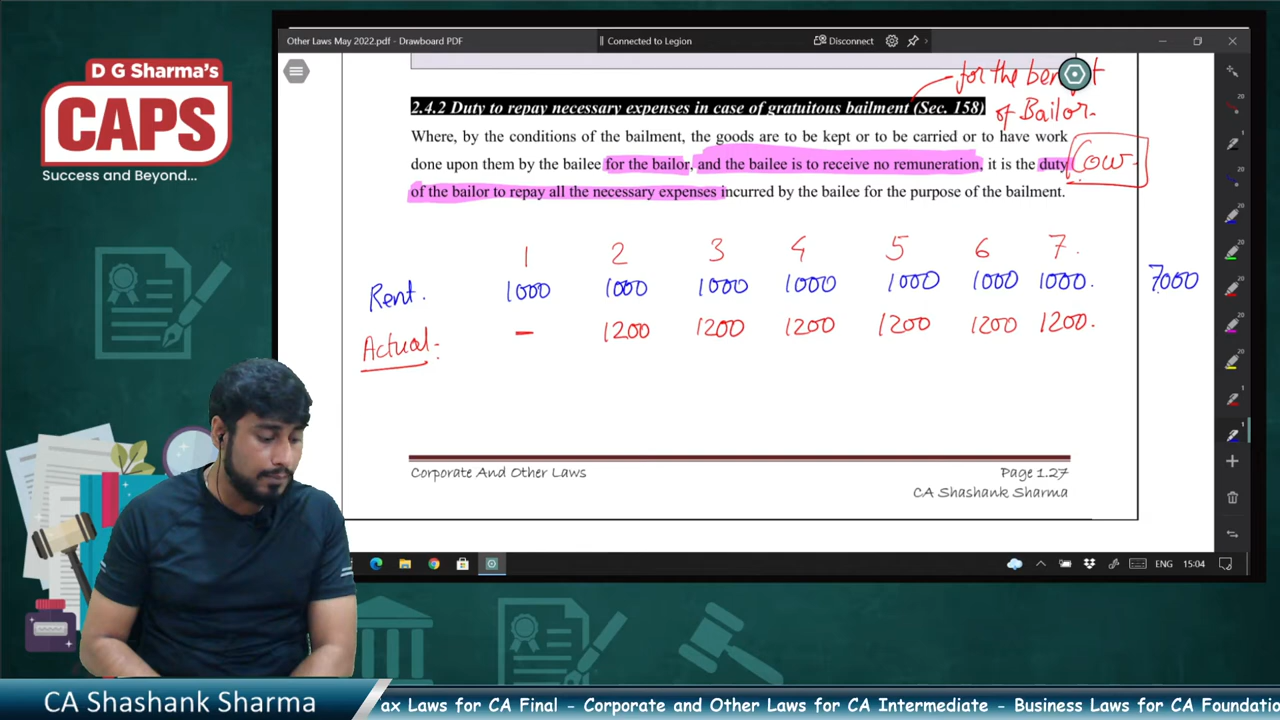 D G Sharma's
CAPS
Success and Beyond...
Other Laws May 2022.pdf - Drawboard PDF
Connected to Legion
Disconnect
for the benefit
of Bailor.
2.4.2 Duty to repay necessary expenses in case of gratuitous bailment (Sec. 158)
Where, by the conditions of the bailment, the goods are to be kept or to be carried or to have work
done upon them by the bailee for the bailor, and the bailee is to receive no remuneration, it is the duty
Cow
of the bailor to repay all the necessary expenses incurred by the bailee for the purpose of the bailment.
1 2 3 4 5 6 7.
Rent. 1000 1000 1000 1000 1000 1000 1000. 7000
Actual. - 1200 1200 1200 1200 1200 1200.
Corporate And Other Laws Page 1.27
CA Shashank Sharma
20
20
20
20
20
1
1
ENG 15:04
CA Shashank Sharma
ax Laws for CA Final - Corporate and Other Laws for CA Intermediate - Business Laws for CA Foundatio